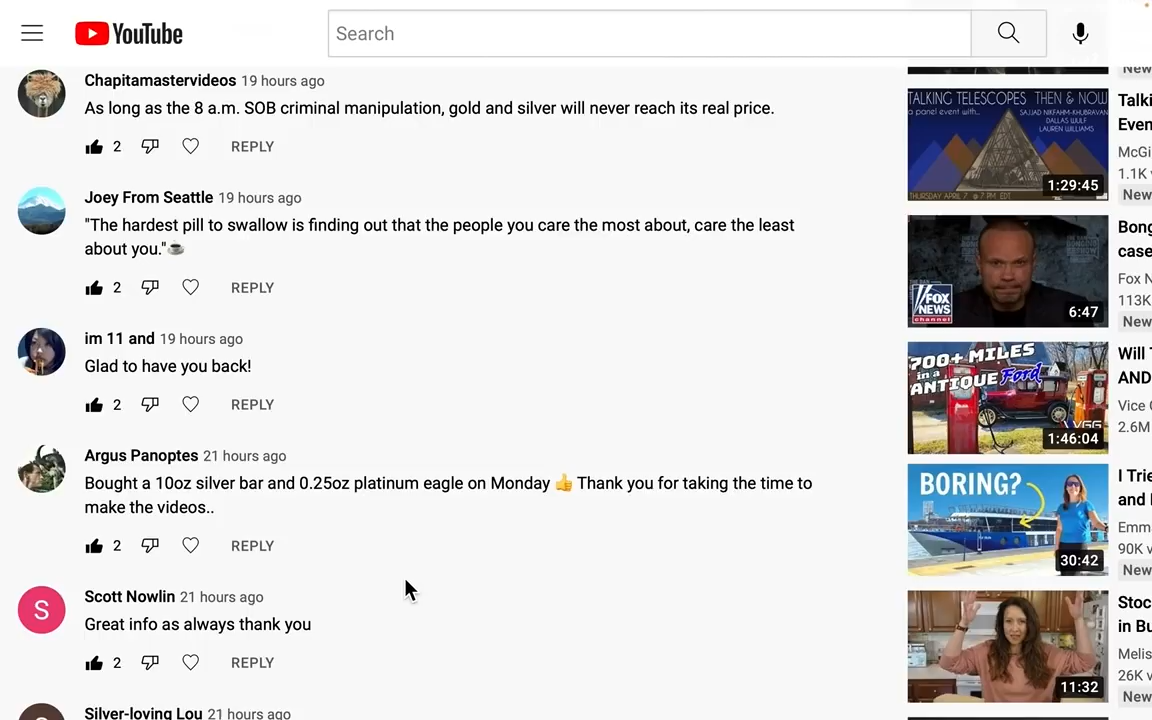 YouTube
Search
Chapitamastervideos 19 hours ago
As long as the 8 a.m. SOB criminal manipulation, gold and silver will never reach its real price.
2 REPLY
Joey From Seattle 19 hours ago
"The hardest pill to swallow is finding out that the people you care the most about, care the least
about you."☕
2 REPLY
im 11 and 19 hours ago
Glad to have you back!
2 REPLY
Argus Panoptes 21 hours ago
Bought a 10oz silver bar and 0.25oz platinum eagle on Monday 👍 Thank you for taking the time to
make the videos..
2 REPLY
S
Scott Nowlin 21 hours ago
Great info as always thank you
2 REPLY
Silver-loving Lou 21 hours ago
New
TALKING TELESCOPES THEN & NOW
a panel event with...
SAJJAD NIKFAHM-KHUBRAVAN
DALLAS WULF
LAUREN WILLIAMS
THURSDAY APRIL 7 @ 7 PM EDT
1:29:45
Talki
Even
McGi
1.1K v
New
FOX
NEWS
channel
6:47
Bong
case
Fox N
113K
New
700+ MILES
in a
ANTIQUE Ford
VGG
1:46:04
Will T
AND
Vice G
2.6M
BORING?
30:42
I Trie
and I
Emm
90K v
New
11:32
Stoc
in Bu
Melis
26K v
New